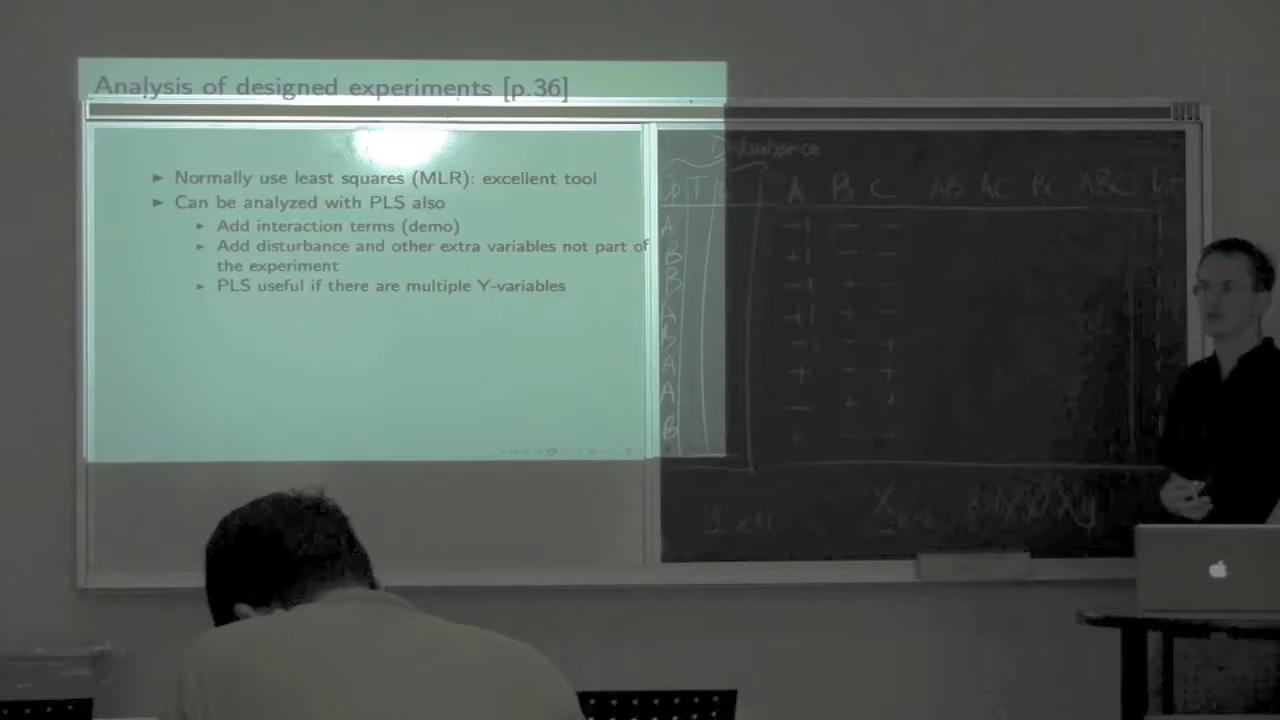 Analysis of designed experiments [p.36]
► Normally use least squares (MLR): excellent tool
► Can be analyzed with PLS also
► Add interaction terms (demo)
► Add disturbance and other extra variables not part of
the experiment
► PLS useful if there are multiple Y-variables
Disturbance
Op T A B C AB AC BC ABC
A − − −
B + − −
B − + −
A + + −
B − − +
A + − +
A − + +
B